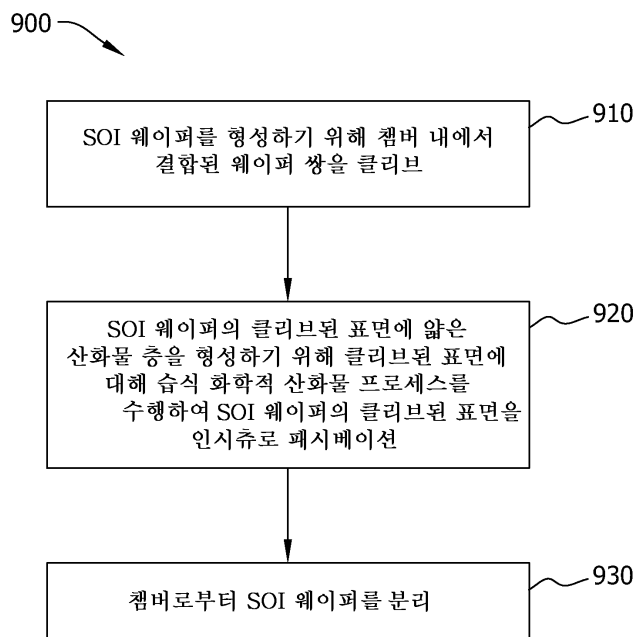 900
910
SOI 웨이퍼를 형성하기 위해 챔버 내에서
결합된 웨이퍼 쌍을 클리브
920
SOI 웨이퍼의 클리브된 표면에 얇은
산화물 층을 형성하기 위해 클리브된 표면에
대해 습식 화학적 산화물 프로세스를
수행하여 SOI 웨이퍼의 클리브된 표면을
인시츄로 패시베이션
930
챔버로부터 SOI 웨이퍼를 분리